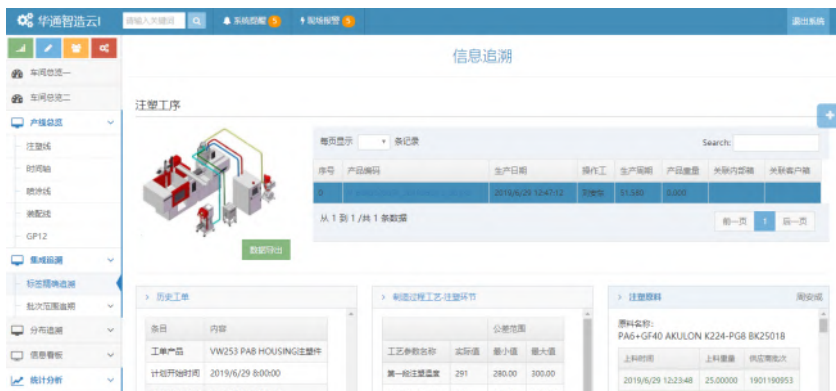 华通智造云I
请输入关键词
系统提醒 5
现场报警 5
退出系统
车间总览一
车间总览二
产线总览
注塑线
时间轴
喷涂线
装配线
GP12
集成追溯
标签精确追溯
批次范围查期
分布追溯
信息看板
统计分析
信息追溯
注塑工序
数据导出
每页显示 条记录
Search:
序号 产品编码 生产日期 操作工 生产周期 产品重量 关联内部箱 关联客户箱
0 2019/6/29 12:47:12 51.580 0.000
从 1 到 1 /共 1 条数据
前一页 1 后一页
历史工单
条目 内容
工单产品 VW253 PAB HOUSING注塑件
计划开始时间 2019/6/29 8:00:00
制造过程工艺-注塑环节
公差范围
工艺参数名称 实际值 最小值 最大值
第一段注塑温度 291 280.00 300.00
注塑原料
原料名称:
PA6+GF40 AKULON K224-PG8 BK25018
上料时间 上料重量 供应商批次
2019/6/29 12:23:48 25.00000 1901190953